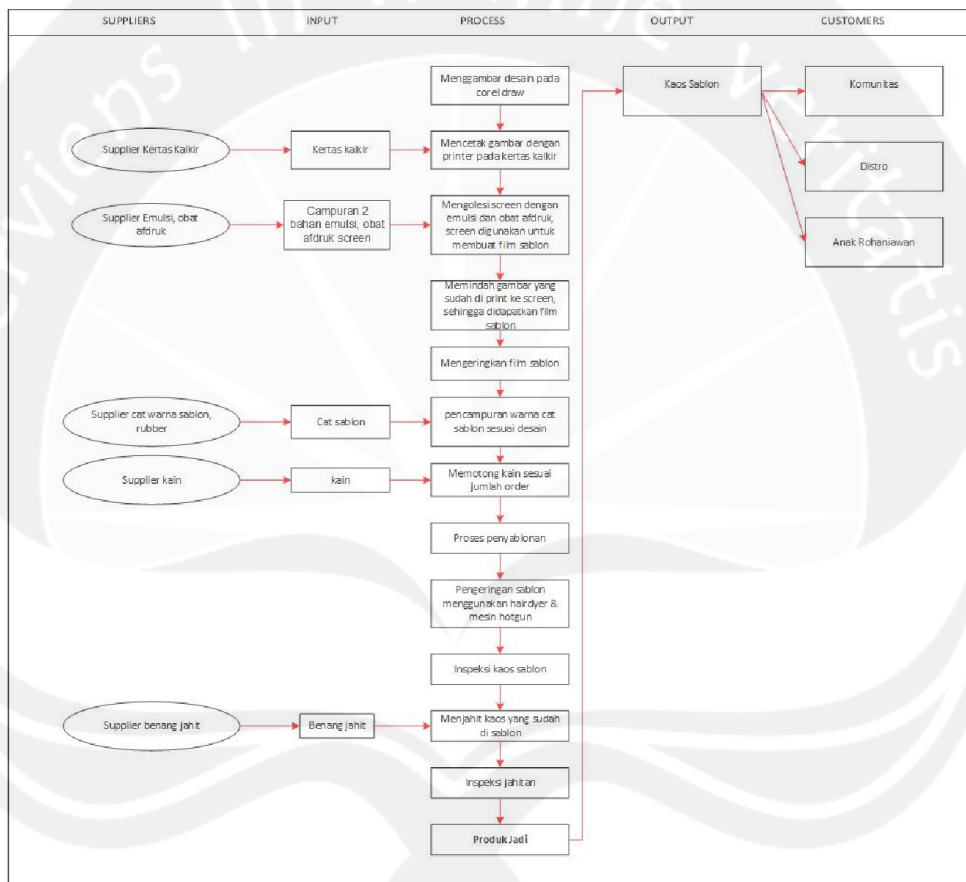 SUPPLIERS INPUT PROCESS OUTPUT CUSTOMERS
Menggambar desain pada
corel draw
Kaos Sablon
Komunitas
Supplier Kertas Kalkir
Kertas kalkir
Mencetak gambar dengan
printer pada kertas kalkir
Distro
Supplier Emulsi, obat
afdruk
Campuran 2
bahan emulsi, obat
afdruk screen
Mengolesi screen dengan
emulsi dan obat afdruk,
screen digunakan untuk
membuat film sablon
Anak Rohaniawan
Memindah gambar yang
sudah di print ke screen,
sehingga didapatkan film
sablon
Mengeringkan film sablon
Supplier cat warna sablon,
rubber
Cat sablon
pencampuran warna cat
sablon sesuai desain
Supplier kain
kain
Memotong kain sesuai
jumlah order
Proses penyablonan
Pengeringan sablon
menggunakan hairdyer &
mesin hotgun
Inspeksi kaos sablon
Supplier benang jahit
Benang jahit
Menjahit kaos yang sudah
di sablon
Inspeksi jahitan
Produk Jadi
serviens in lumine veritatis